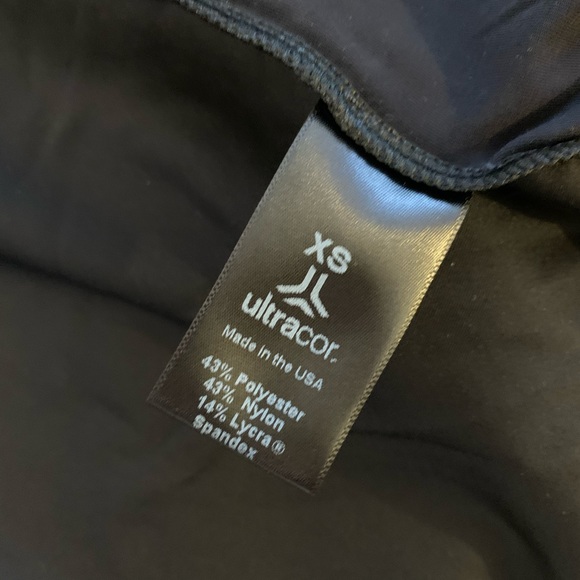 XS
ultracor
Made in the USA
43% Polyester
43% Nylon
14% Lycra®
spandex